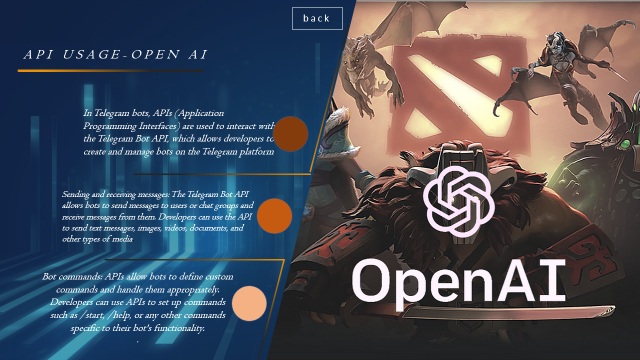 back
API USAGE-OPEN AI
In Telegram bots, APIs (Application
Programming Interfaces) are used to interact with
the Telegram Bot API, which allows developers to
create and manage bots on the Telegram platform
Sending and receiving messages: The Telegram Bot API
allows bots to send messages to users or chat groups and
receive messages from them. Developers can use the API
to send text messages, images, videos, documents, and
other types of media
Bot commands: APIs allow bots to define custom
commands and handle them appropriately.
Developers can use APIs to set up commands
such as /start, /help, or any other commands
specific to their bot's functionality.
.
OpenAI